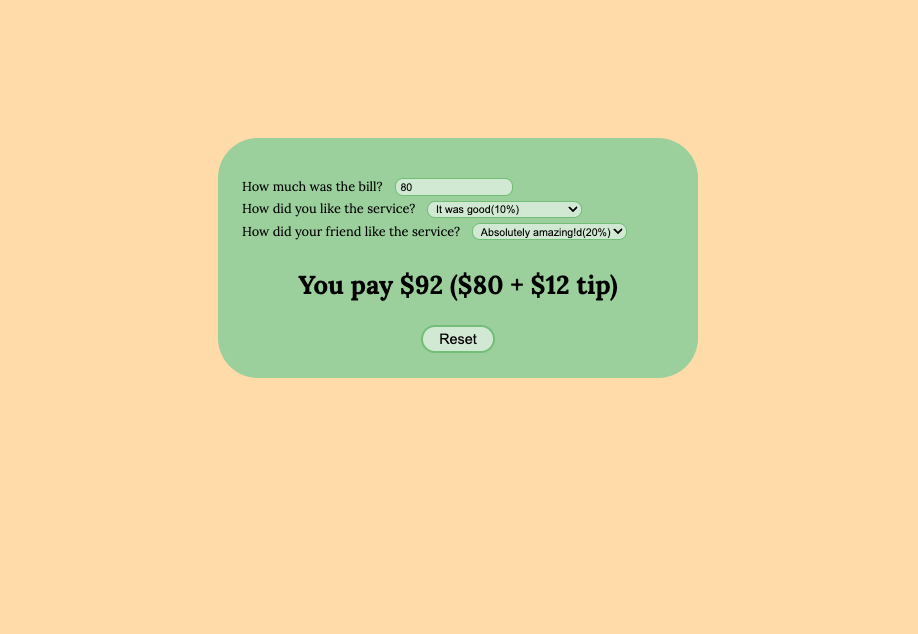 How much was the bill? 80
How did you like the service? It was good(10%)
How did your friend like the service? Absolutely amazing!d(20%)
You pay $92 ($80 + $12 tip)
Reset